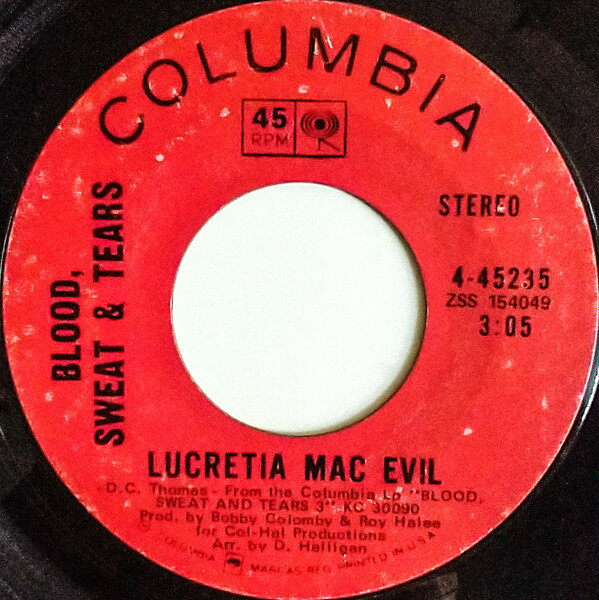 COLUMBIA
45
RPM
BLOOD,
SWEAT & TEARS
STEREO
4-45235
ZSS 154049
3:05
LUCRETIA MAC EVIL
D.C. Thomas - From the Columbia Lp "BLOOD,
SWEAT AND TEARS 3" KC 30090
Prod. by Bobby Colomby & Roy Halee
for Col-Hal Productions
Arr. by D. Halligan
COLUMBIA MARCAS REG. PRINTED IN U.S.A.